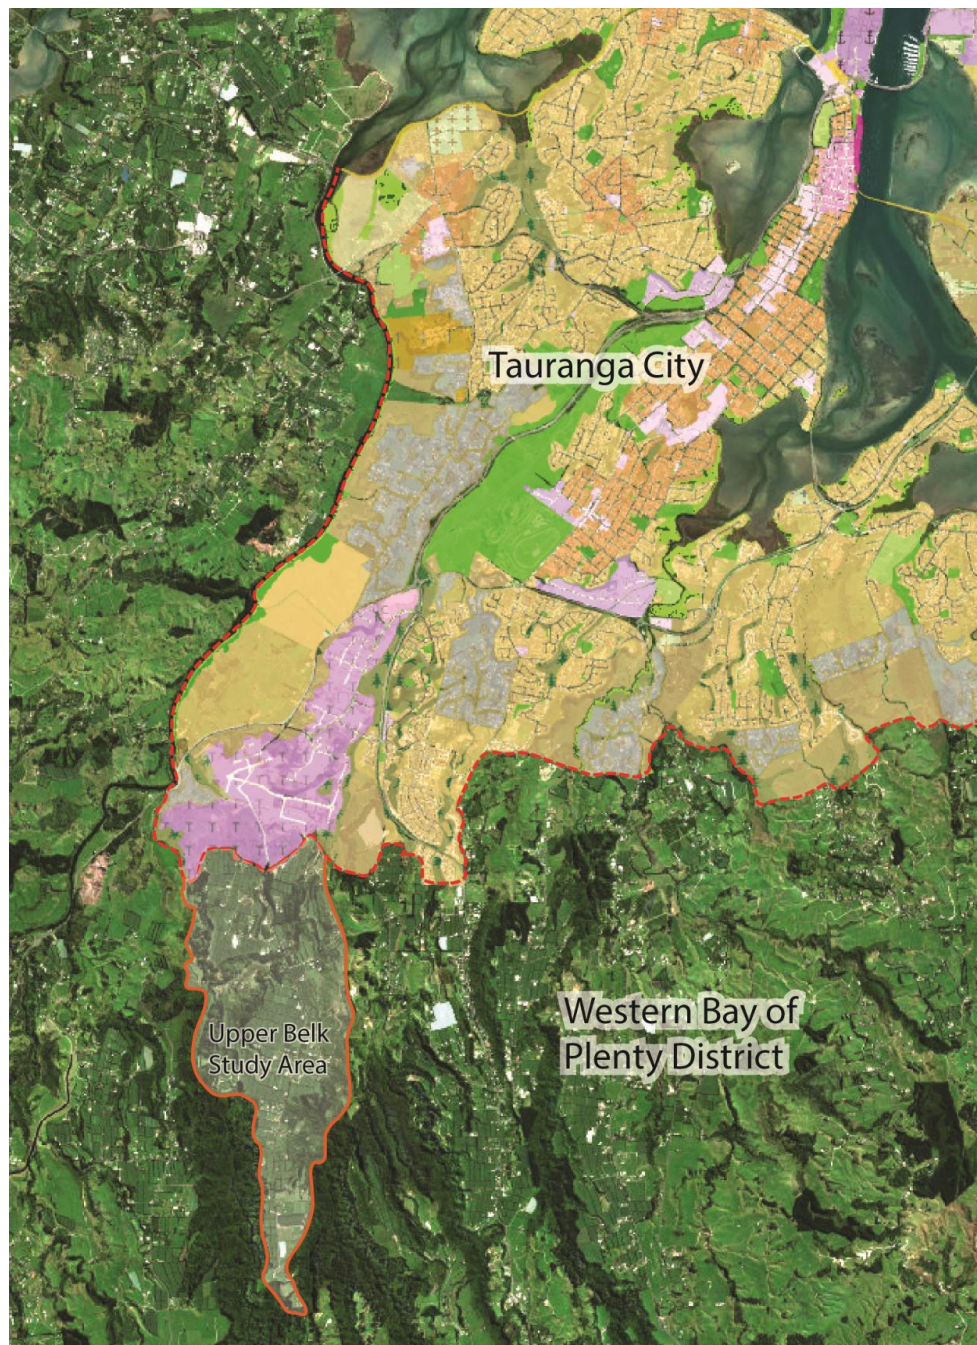 Tauranga City
Western Bay of
Plenty District
Upper Belk
Study Area